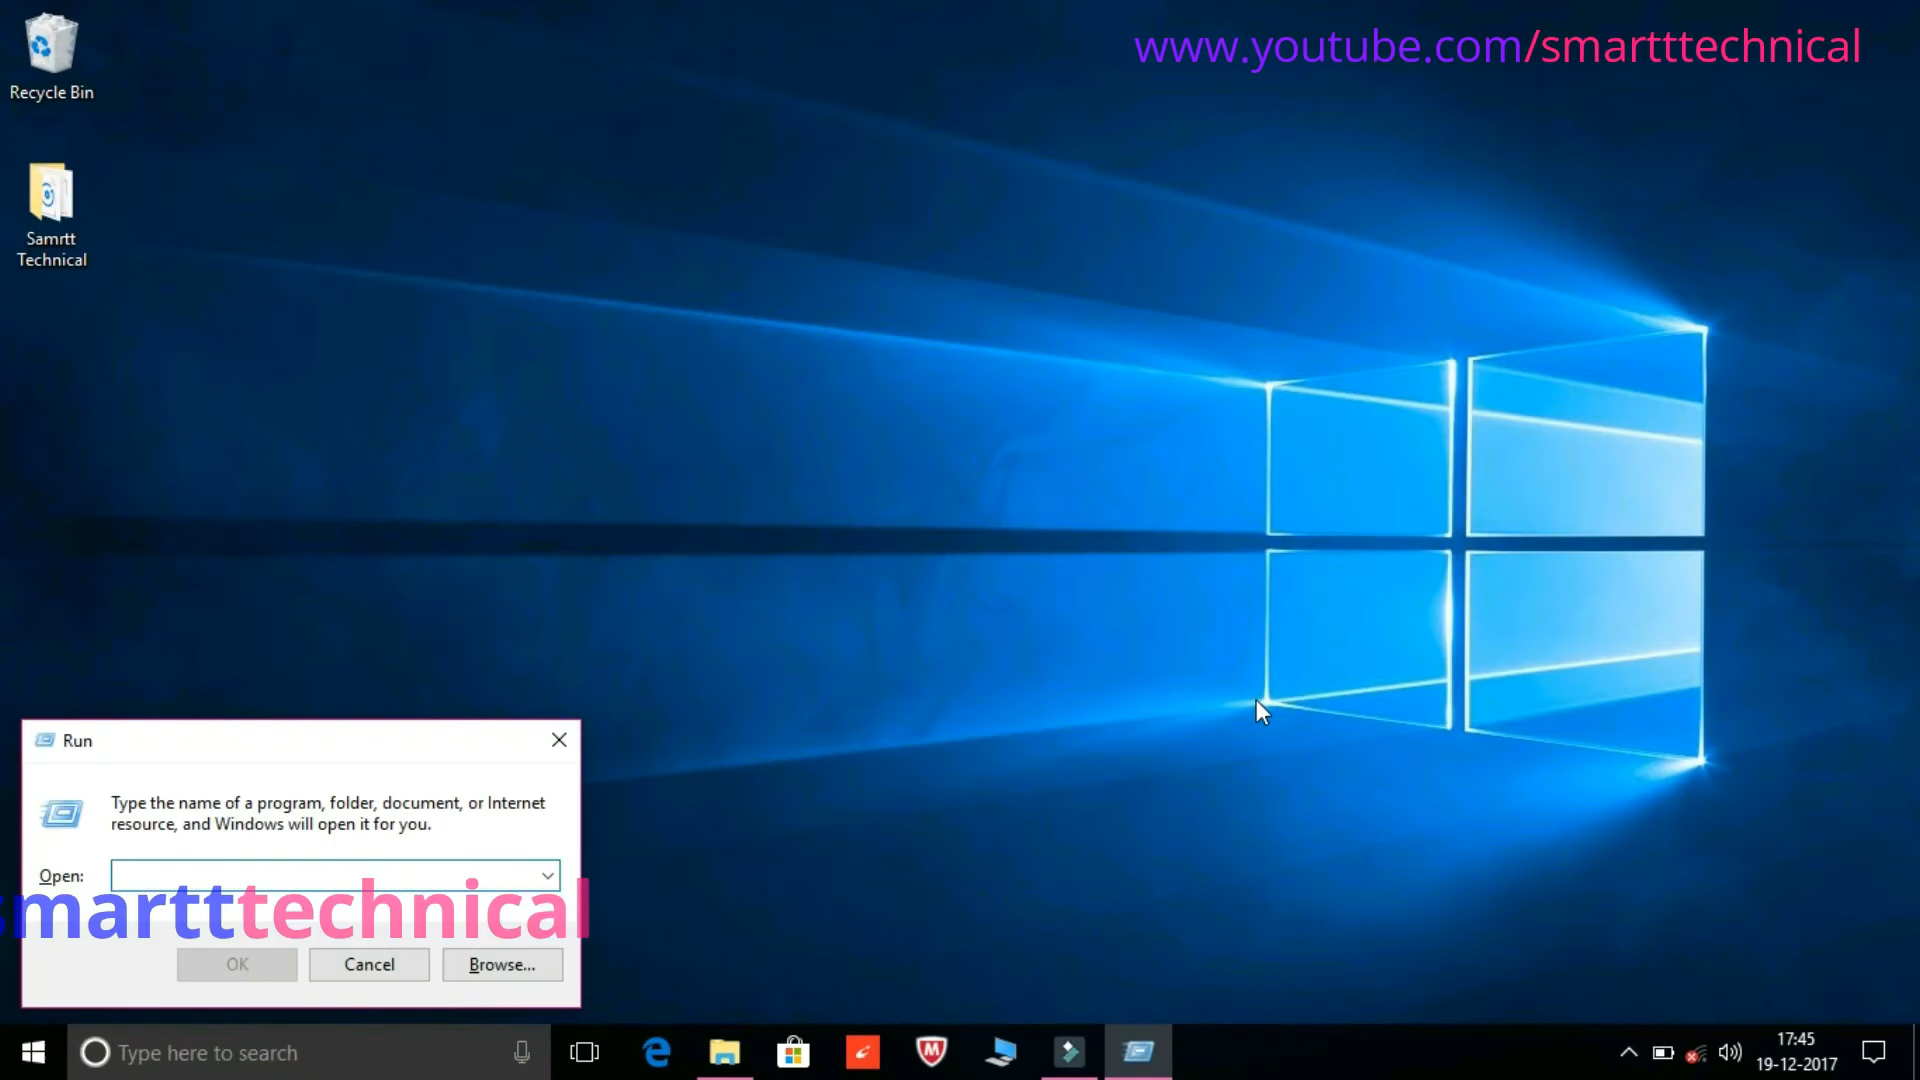 Recycle Bin
www.youtube.com/smartttechnical
Samrtt
Technical
Run
Type the name of a program, folder, document, or Internet
resource, and Windows will open it for you.
Open:
smartttechnical
OK
Cancel
Browse...
Type here to search
17:45
19-12-2017